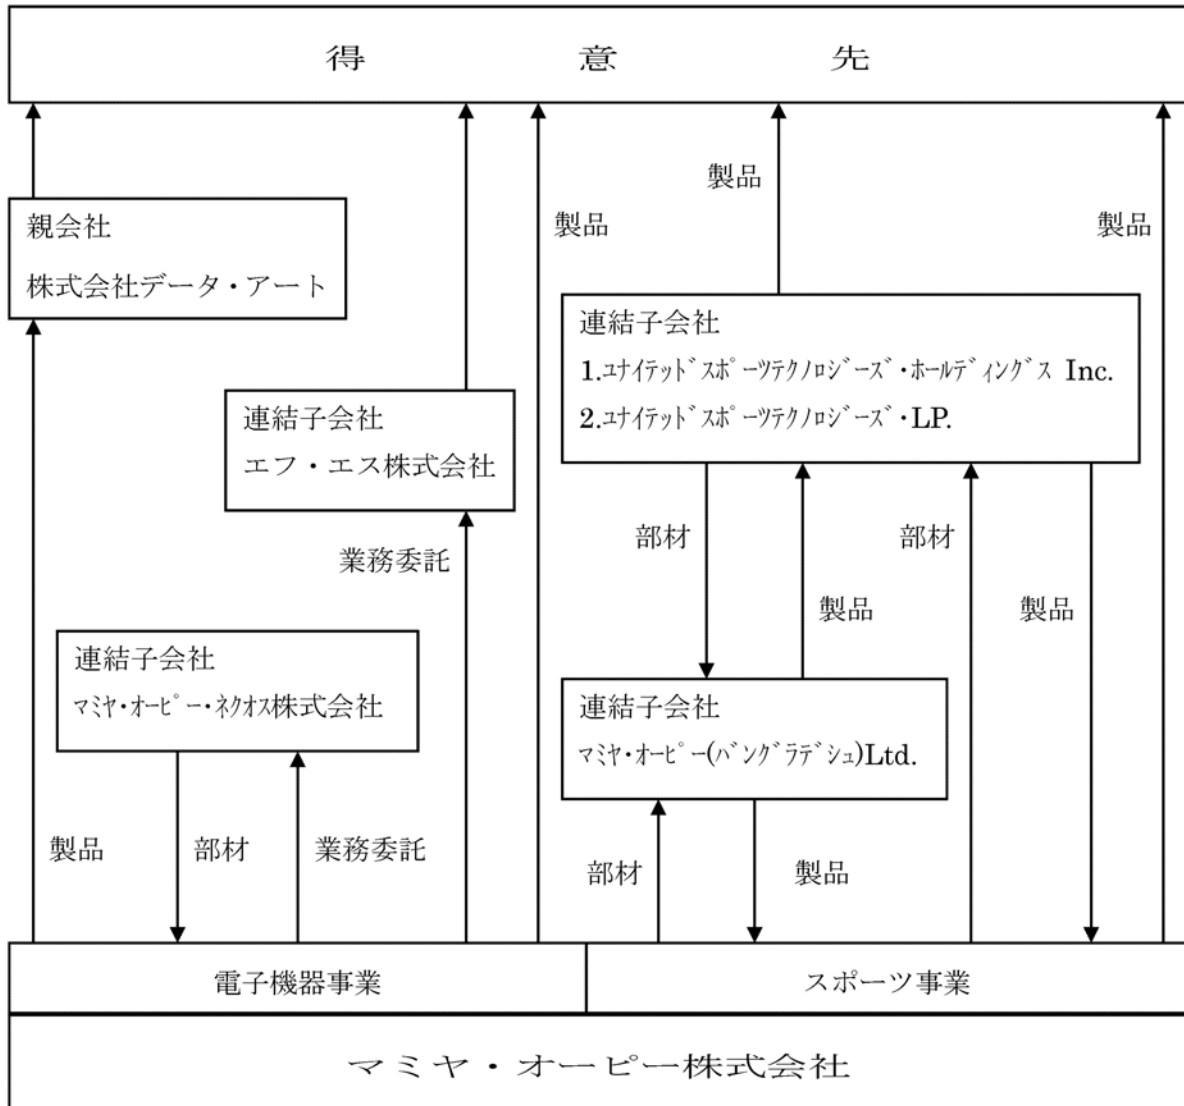 得意先
製品
製品
製品
親会社
株式会社データ・アート
連結子会社
1.ﾕﾅｲﾃｯﾄﾞｽﾎﾟｰﾂﾃｸﾉﾛｼﾞｰｽﾞ・ﾎｰﾙﾃﾞｨﾝｸﾞｽ Inc.
2.ﾕﾅｲﾃｯﾄﾞｽﾎﾟｰﾂﾃｸﾉﾛｼﾞｰｽﾞ・LP.
連結子会社
エフ・エス株式会社
業務委託
部材
製品
部材
製品
連結子会社
ﾏﾐﾔ・ｵｰﾋﾟｰ・ﾈｸｵｽ株式会社
連結子会社
ﾏﾐﾔ・ｵｰﾋﾟｰ(ﾊﾞﾝｸﾞﾗﾃﾞｼｭ)Ltd.
製品
部材
業務委託
部材
製品
電子機器事業
スポーツ事業
マミヤ・オーピー株式会社